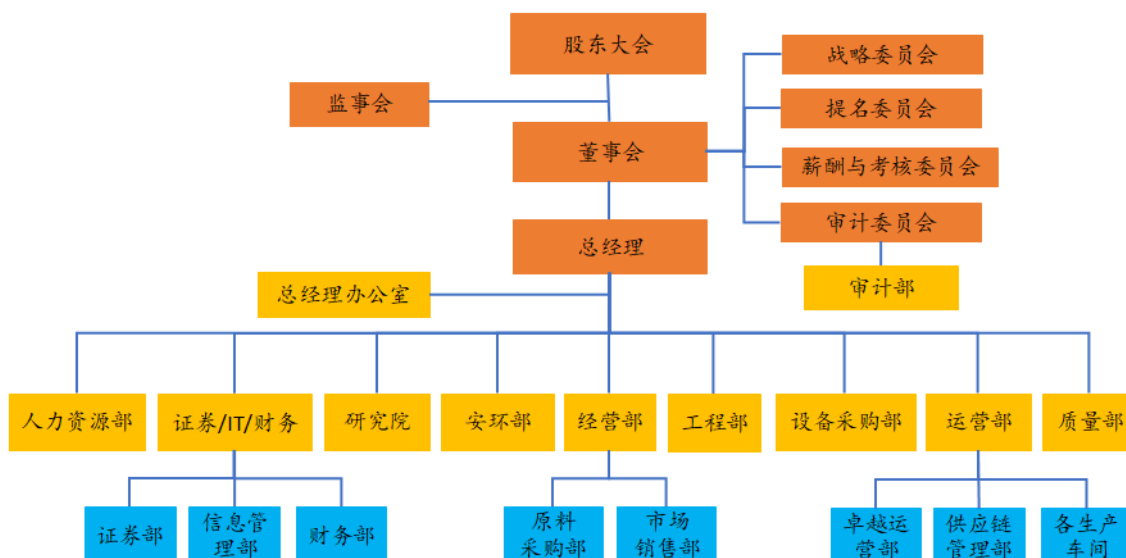 股东大会
战略委员会
监事会
提名委员会
董事会
薪酬与考核委员会
审计委员会
总经理
总经理办公室
审计部
人力资源部
证券/IT/财务
研究院
安环部
经营部
工程部
设备采购部
运营部
质量部
证券部
信息管
理部
财务部
原料
采购部
市场
销售部
卓越运
营部
供应链
管理部
各生产
车间